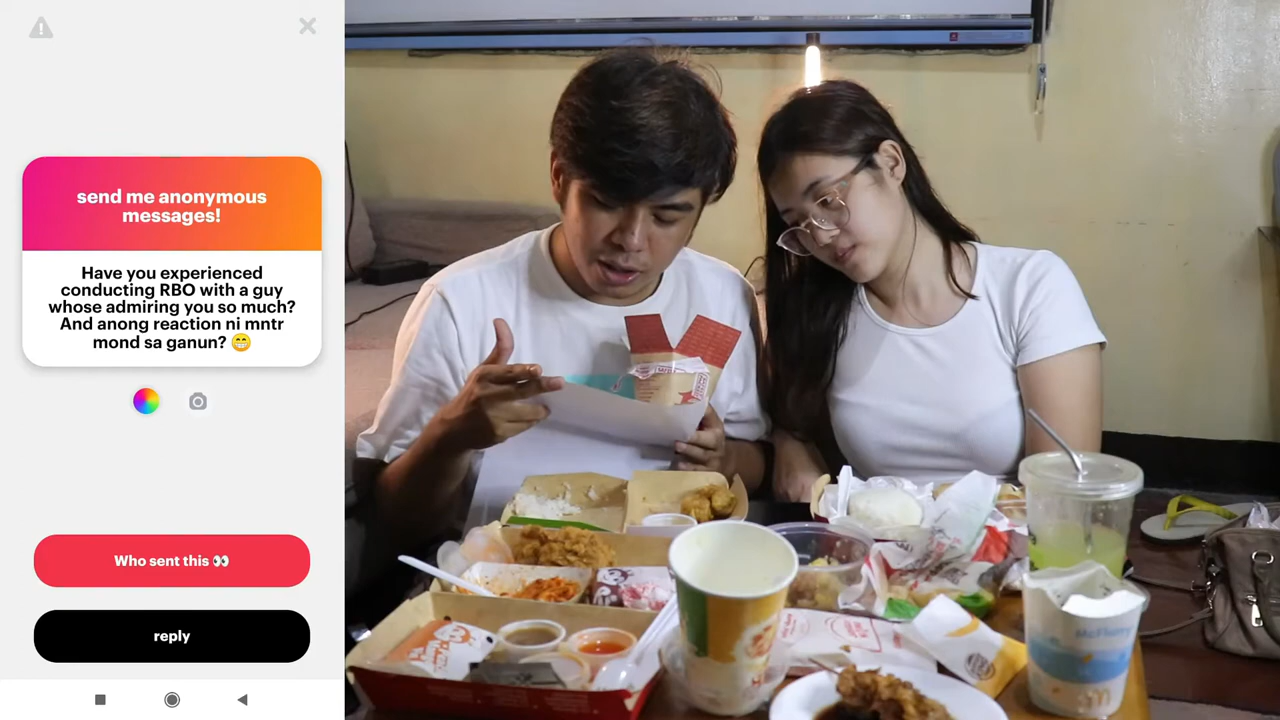 send me anonymous
messages!
Have you experienced
conducting RBO with a guy
whose admiring you so much?
And anong reaction ni mntr
mond sa ganun? 😁
Who sent this 👀
reply
McFlurry